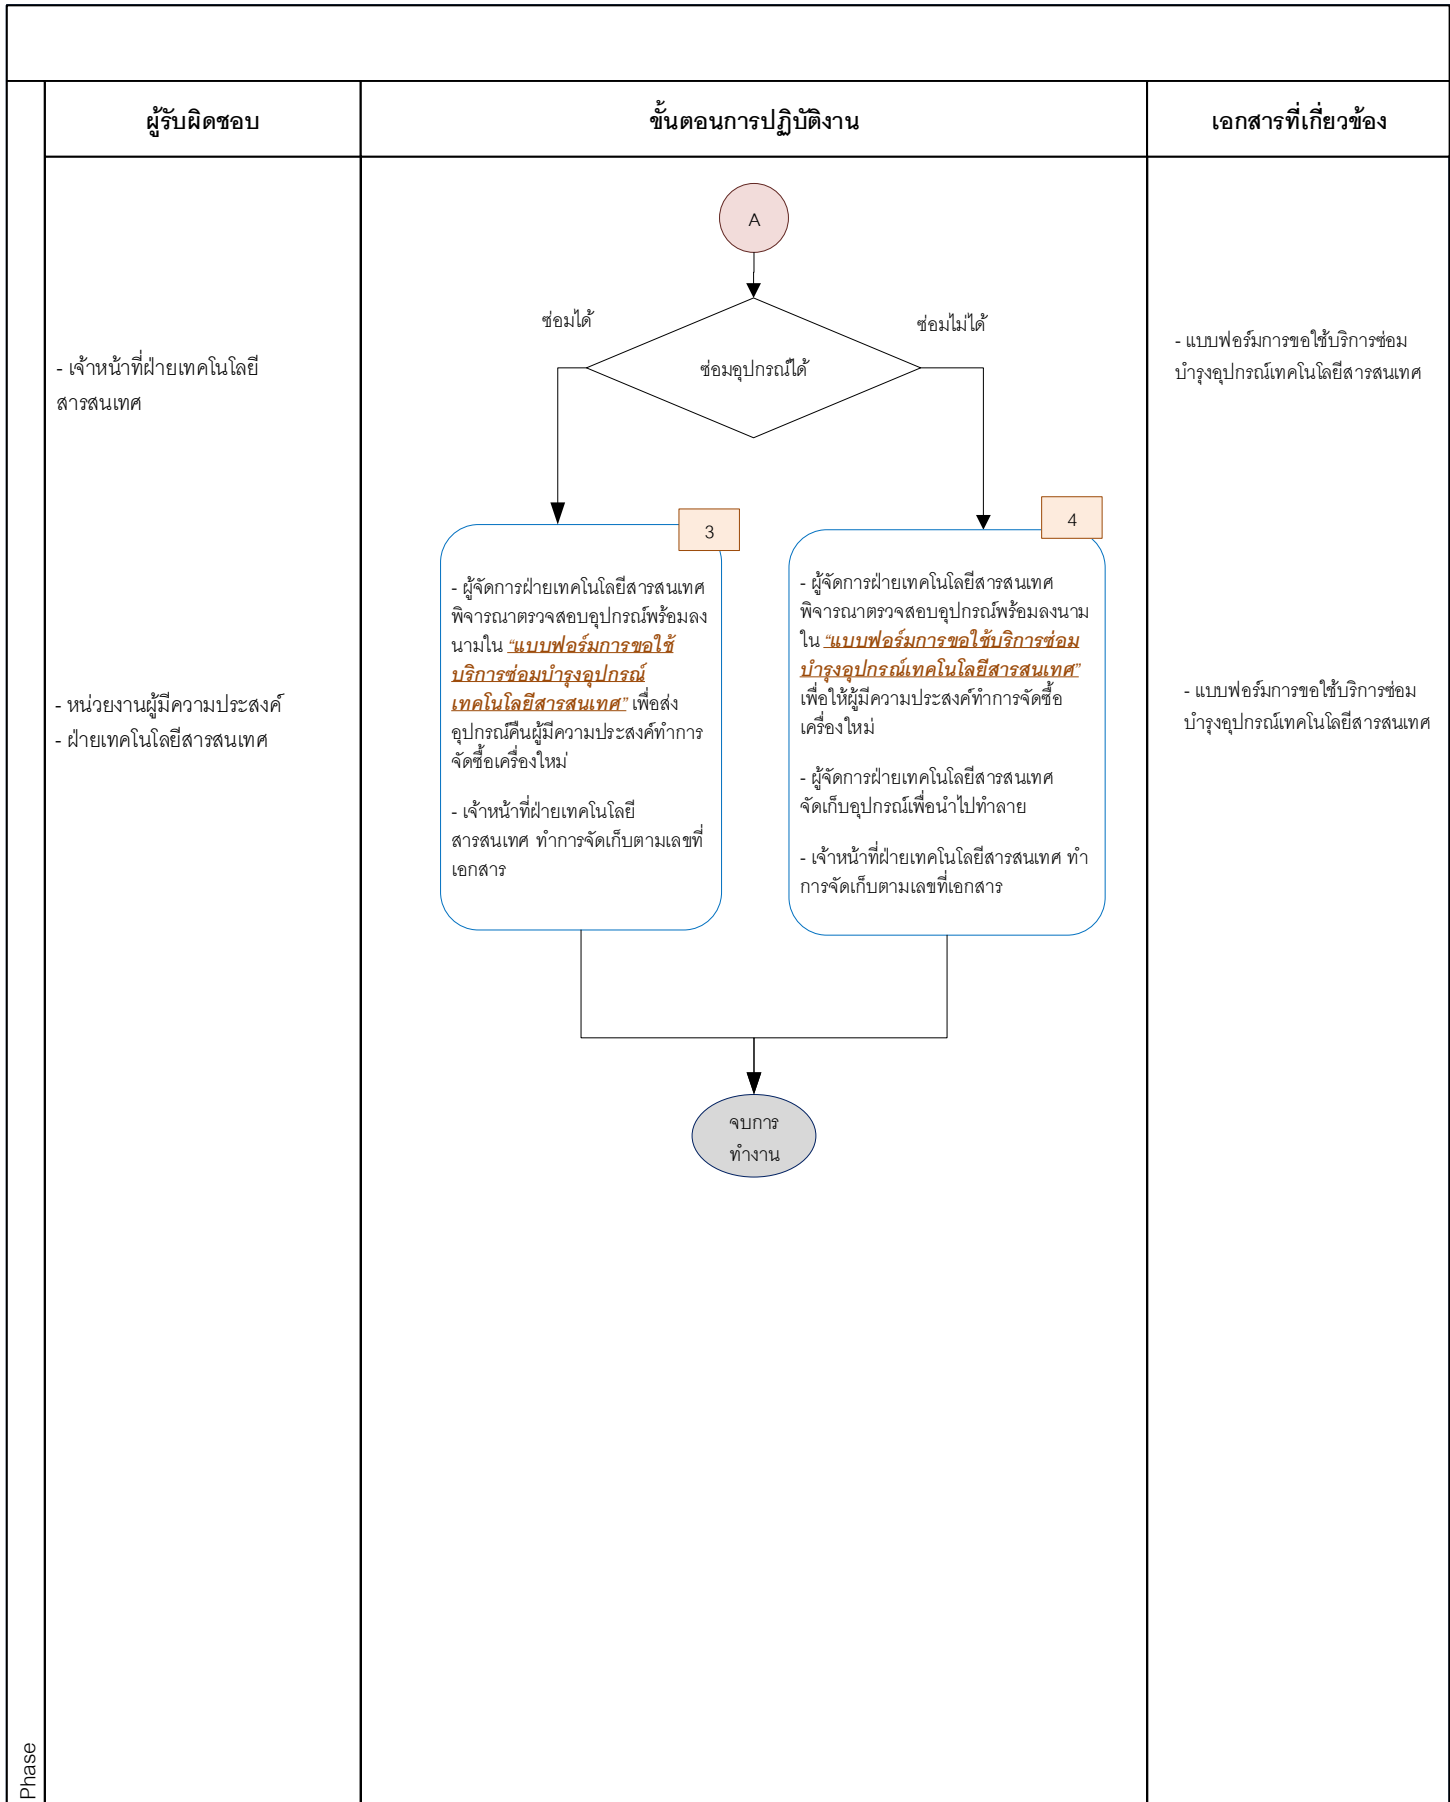 ผู้รับผิดชอบ
ขั้นตอนการปฏิบัติงาน
เอกสารที่เกี่ยวข้อง
A
ซ่อมได้
ซ่อมไม่ได้
ซ่อมอุปกรณ์ได้
- เจ้าหน้าที่ฝ่ายเทคโนโลยี
สารสนเทศ
- แบบฟอร์มการขอใช้บริการซ่อม
บำรุงอุปกรณ์เทคโนโลยีสารสนเทศ
3
- ผู้จัดการฝ่ายเทคโนโลยีสารสนเทศ
พิจารณาตรวจสอบอุปกรณ์พร้อมลง
นามใน “แบบฟอร์มการขอใช้
บริการซ่อมบำรุงอุปกรณ์
เทคโนโลยีสารสนเทศ” เพื่อส่ง
อุปกรณ์คืนผู้มีความประสงค์ทำการ
จัดซื้อเครื่องใหม่
- เจ้าหน้าที่ฝ่ายเทคโนโลยี
สารสนเทศ ทำการจัดเก็บตามเลขที่
เอกสาร
4
- ผู้จัดการฝ่ายเทคโนโลยีสารสนเทศ
พิจารณาตรวจสอบอุปกรณ์พร้อมลงนาม
ใน “แบบฟอร์มการขอใช้บริการซ่อม
บำรุงอุปกรณ์เทคโนโลยีสารสนเทศ”
เพื่อให้ผู้มีความประสงค์ทำการจัดซื้อ
เครื่องใหม่
- ผู้จัดการฝ่ายเทคโนโลยีสารสนเทศ
จัดเก็บอุปกรณ์เพื่อนำไปทำลาย
- เจ้าหน้าที่ฝ่ายเทคโนโลยีสารสนเทศ ทำ
การจัดเก็บตามเลขที่เอกสาร
- หน่วยงานผู้มีความประสงค์
- ฝ่ายเทคโนโลยีสารสนเทศ
- แบบฟอร์มการขอใช้บริการซ่อม
บำรุงอุปกรณ์เทคโนโลยีสารสนเทศ
จบการ
ทำงาน
Phase